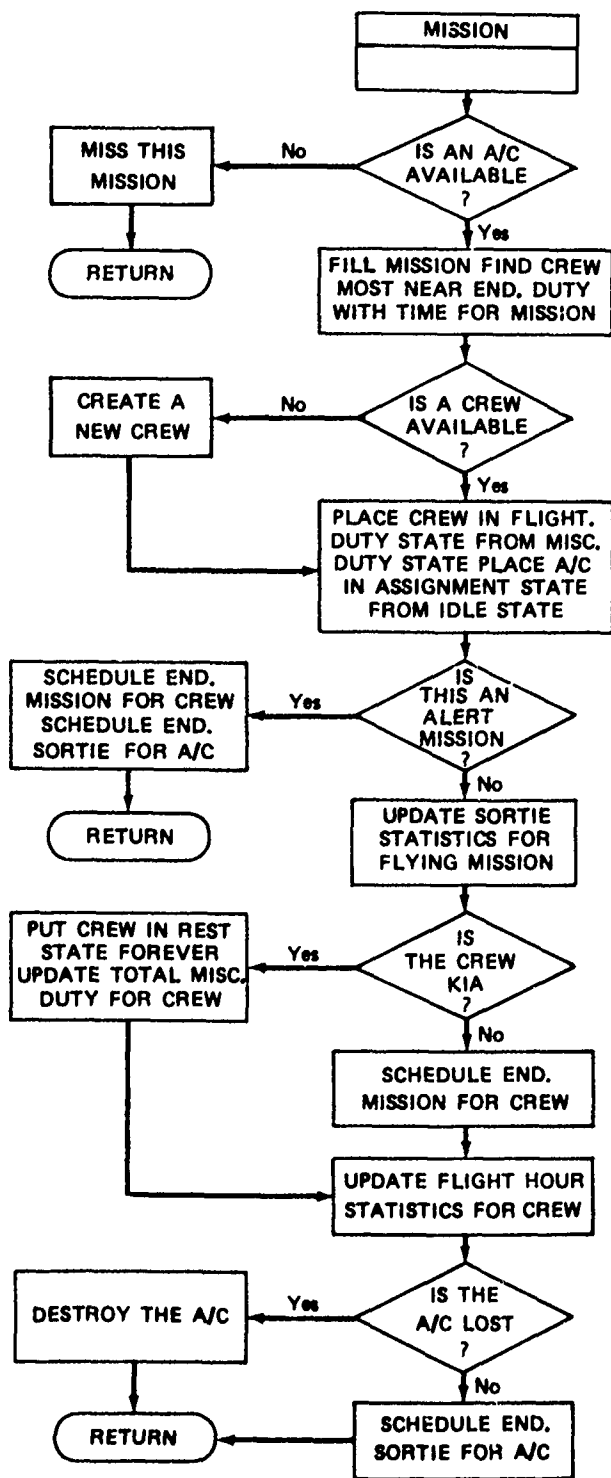 MISSION
IS AN A/C
AVAILABLE
?
No
MISS THIS
MISSION
RETURN
Yes
FILL MISSION FIND CREW
MOST NEAR END. DUTY
WITH TIME FOR MISSION
IS A CREW
AVAILABLE
?
No
CREATE A
NEW CREW
Yes
PLACE CREW IN FLIGHT.
DUTY STATE FROM MISC.
DUTY STATE PLACE A/C
IN ASSIGNMENT STATE
FROM IDLE STATE
IS
THIS AN
ALERT
MISSION
?
Yes
SCHEDULE END.
MISSION FOR CREW
SCHEDULE END.
SORTIE FOR A/C
RETURN
No
UPDATE SORTIE
STATISTICS FOR
FLYING MISSION
IS
THE CREW
KIA
?
Yes
PUT CREW IN REST
STATE FOREVER
UPDATE TOTAL MISC.
DUTY FOR CREW
No
SCHEDULE END.
MISSION FOR CREW
UPDATE FLIGHT HOUR
STATISTICS FOR CREW
IS THE
A/C LOST
?
Yes
DESTROY THE A/C
No
SCHEDULE END.
SORTIE FOR A/C
RETURN